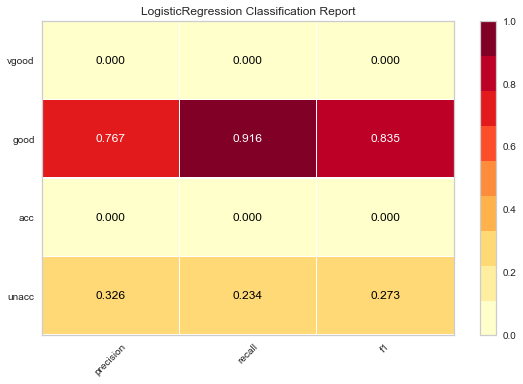 LogisticRegression Classification Report
vgood 0.000 0.000 0.000
good 0.767 0.916 0.835
acc 0.000 0.000 0.000
unacc 0.326 0.234 0.273
precision recall f1
1.0
0.8
0.6
0.4
0.2
0.0